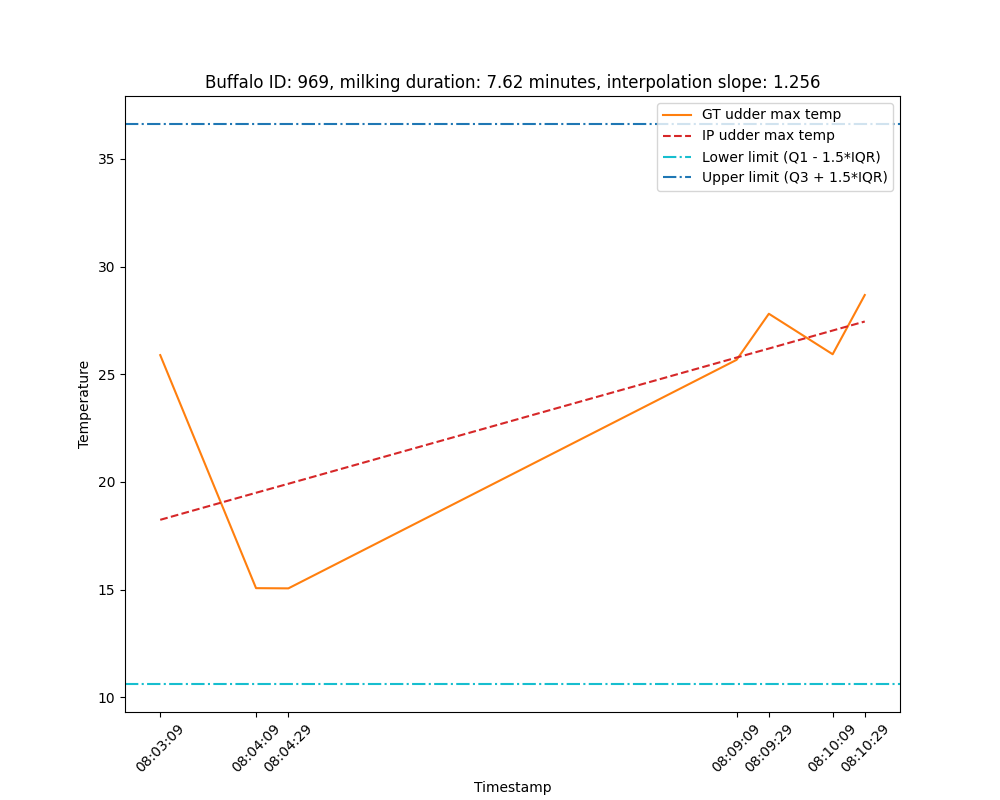 Buffalo ID: 969, milking duration: 7.62 minutes, interpolation slope: 1.256
GT udder max temp
IP udder max temp
Lower limit (Q1 - 1.5*IQR)
Upper limit (Q3 + 1.5*IQR)
Temperature
35
30
25
20
15
10
08:03:09
08:04:09
08:04:29
08:09:09
08:09:29
08:10:09
08:10:29
Timestamp